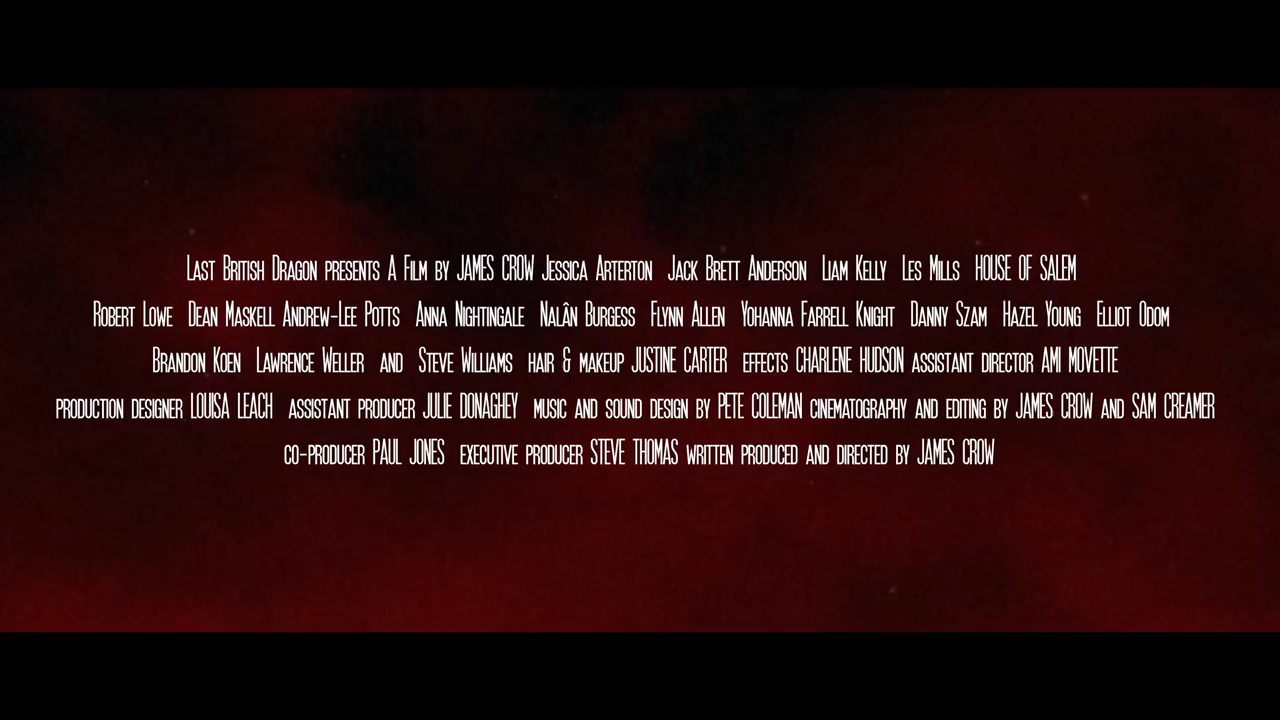 Last British Dragon presents A Film by JAMES CROW Jessica Arterton Jack Brett Anderson Liam Kelly Les Mills HOUSE OF SALEM
Robert Lowe Dean Maskell Andrew-Lee Potts Anna Nightingale Nalân Burgess Flynn Allen Yohanna Farrell Knight Danny Szam Hazel Young Elliot Odom
Brandon Koen Lawrence Weller and Steve Williams hair & makeup JUSTINE CARTER effects CHARLENE HUDSON assistant director AMI MOVETTE
production designer LOUISA LEACH assistant producer JULIE DONAGHEY music and sound design by PETE COLEMAN cinematography and editing by JAMES CROW and SAM CREAMER
co-producer PAUL JONES executive producer STEVE THOMAS written produced and directed by JAMES CROW